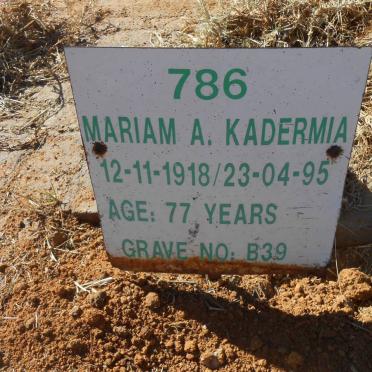 786
MARIAM A. KADERMIA
12-11-1918/23-04-95
AGE: 77 YEARS
GRAVE NO: B39